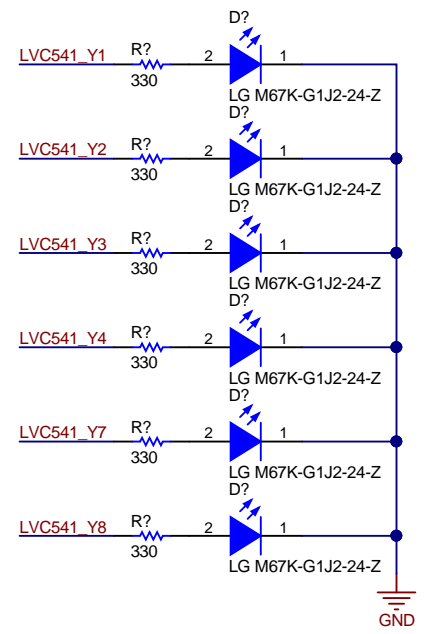 D?
LVC541_Y1 R? 2 1
330
LG M67K-G1J2-24-Z
D?
LVC541_Y2 R? 2 1
330
LG M67K-G1J2-24-Z
D?
LVC541_Y3 R? 2 1
330
LG M67K-G1J2-24-Z
D?
LVC541_Y4 R? 2 1
330
LG M67K-G1J2-24-Z
D?
LVC541_Y7 R? 2 1
330
LG M67K-G1J2-24-Z
D?
LVC541_Y8 R? 2 1
330
LG M67K-G1J2-24-Z
GND